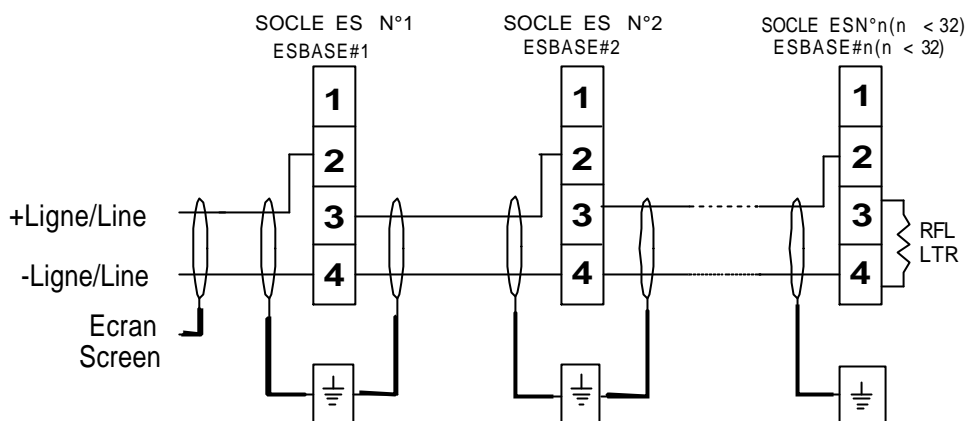 SOCLE ES N°1
ESBASE#1
SOCLE ES N°2
ESBASE#2
SOCLE ESN°n(n < 32)
ESBASE#n(n < 32)
1
2
3
4
1
2
3
4
1
2
3
4
+Ligne/Line
-Ligne/Line
Ecran
Screen
RFL
LTR